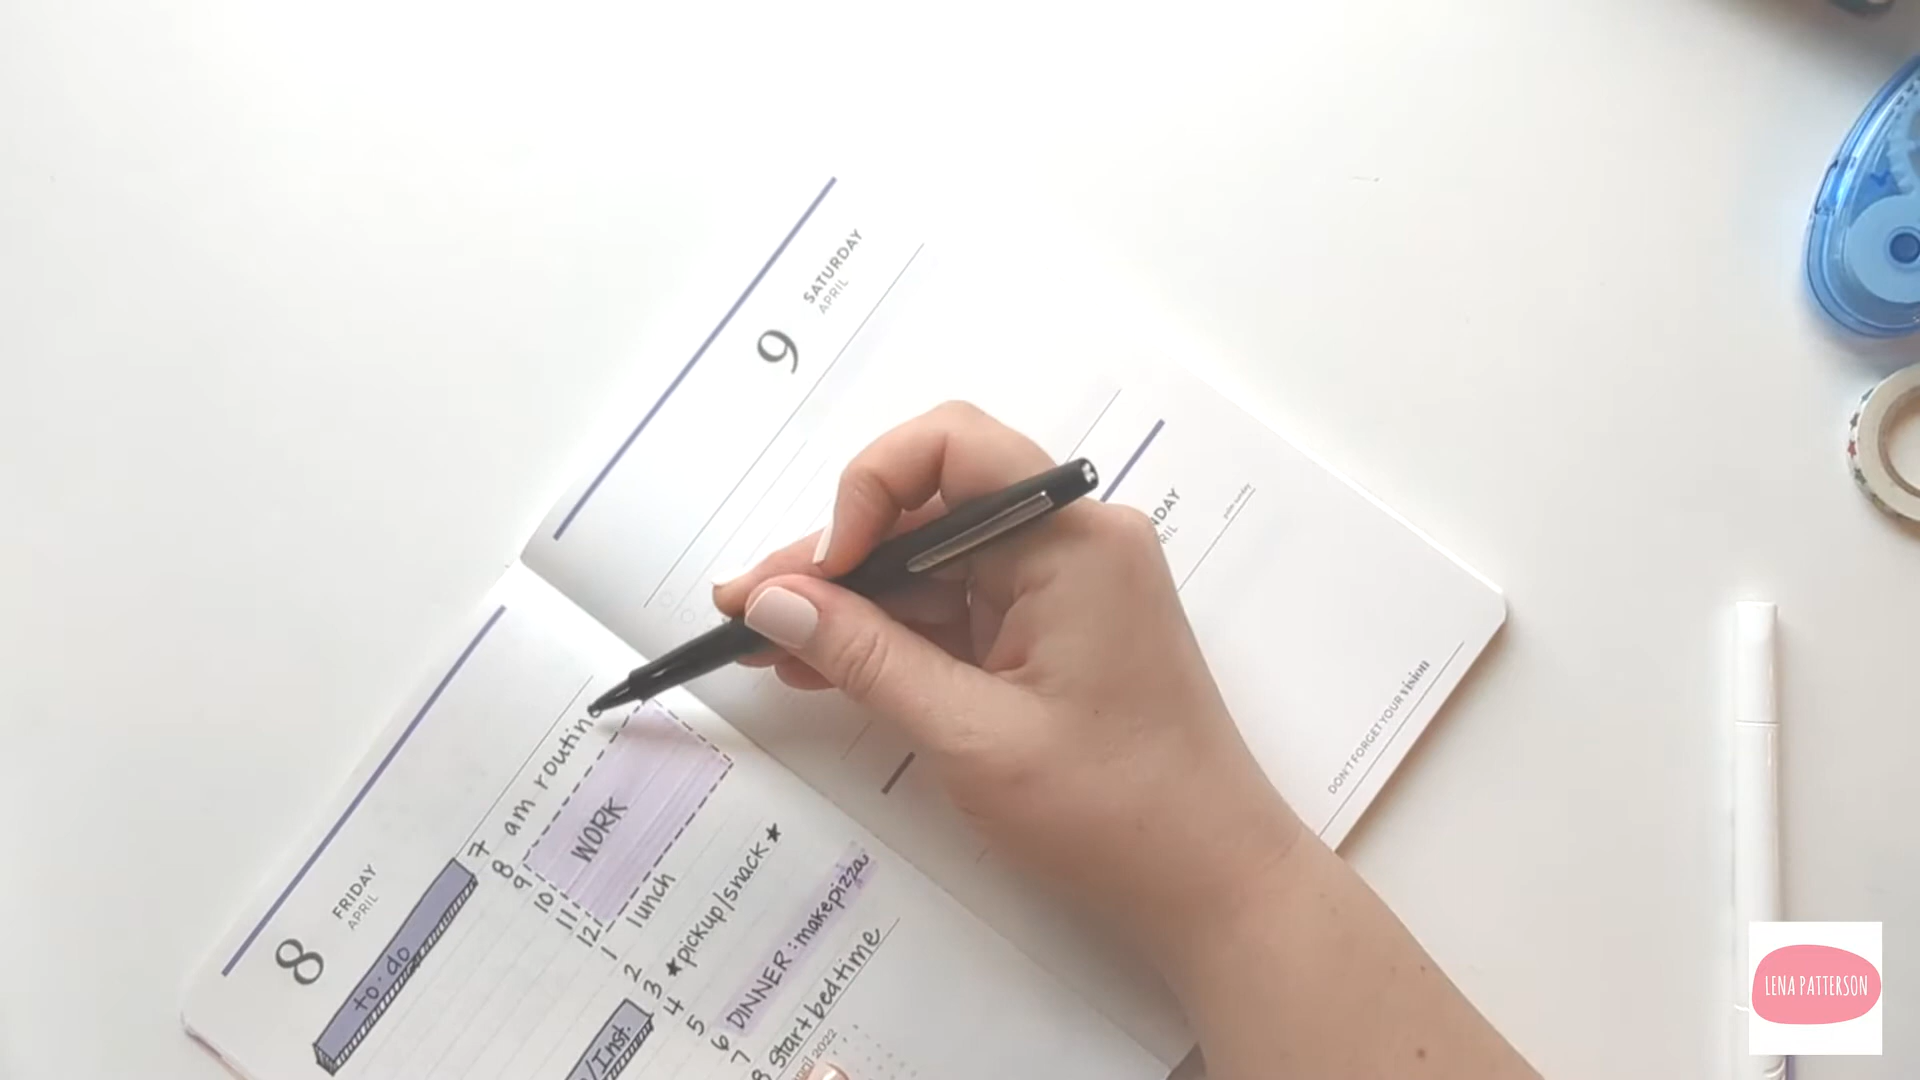 9
SATURDAY
APRIL
DON'T FORGET YOUR vision
8
FRIDAY
APRIL
to·do
7 am routine
8
9
10
11
12
WORK
1 lunch
2
3 ★pickup/snack★
4
5
6 DINNER: make pizza
7
8 Start bedtime
2022
LENA PATTERSON